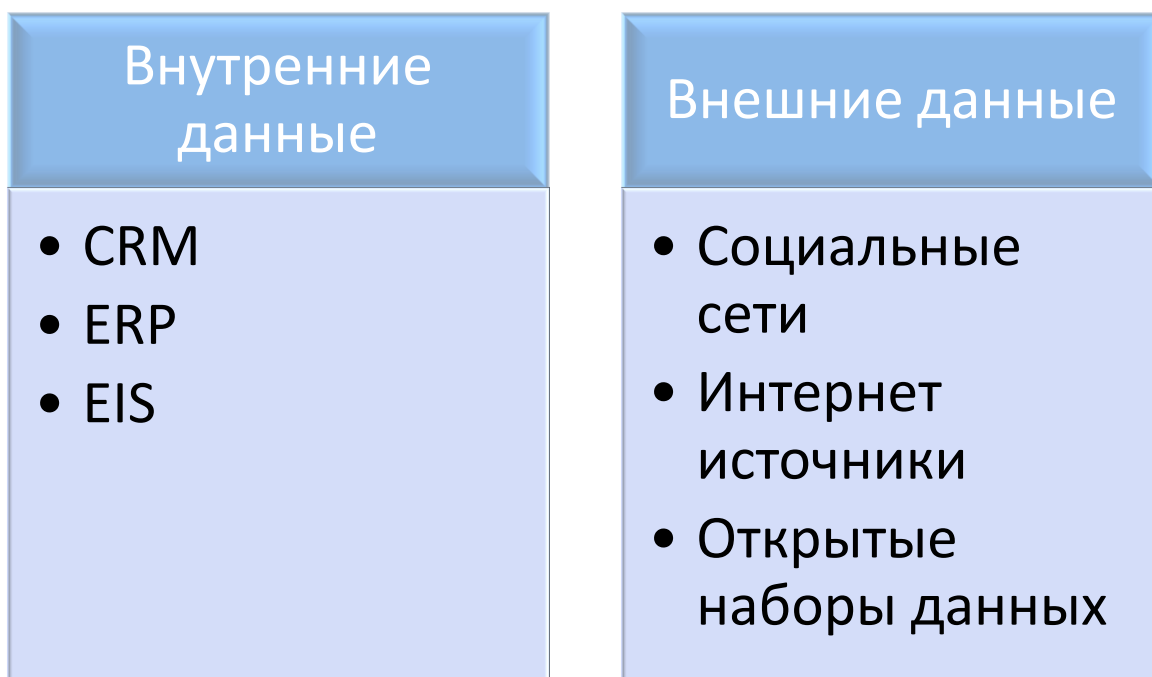 Внутренние
данные
• CRM
• ERP
• EIS
Внешние данные
• Социальные
сети
• Интернет
источники
• Открытые
наборы данных